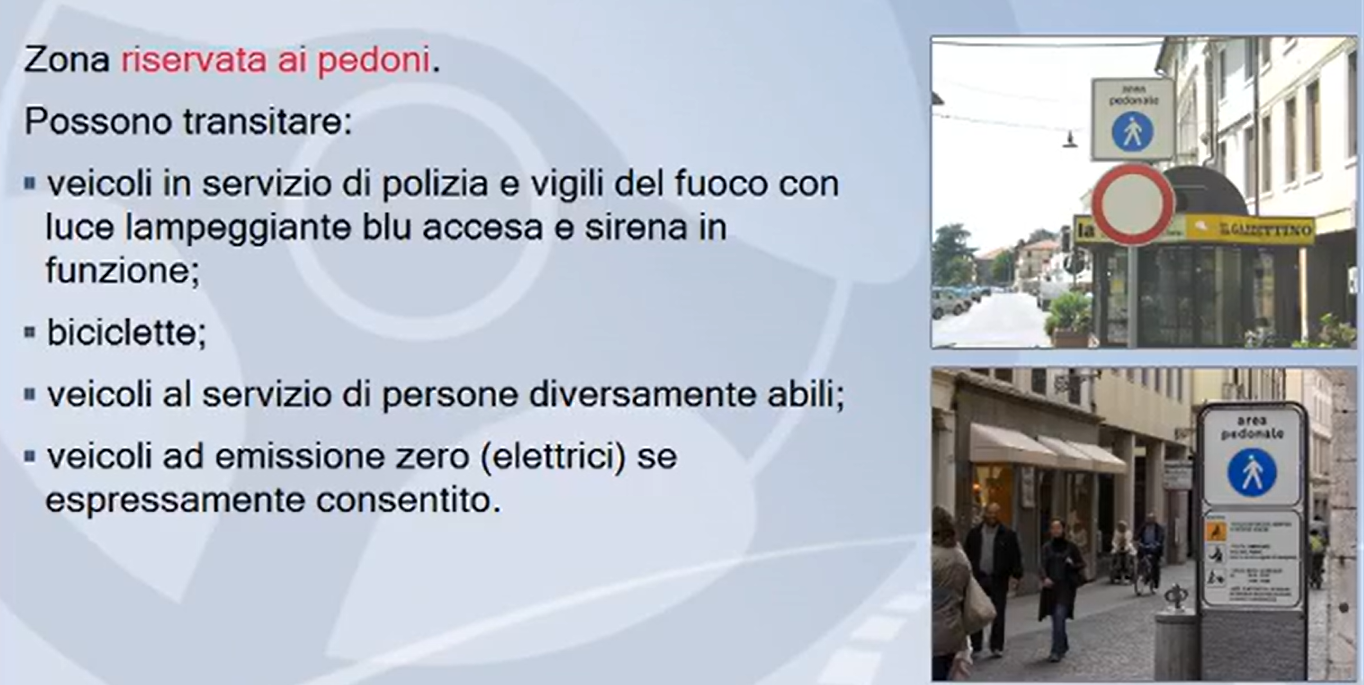 Zona riservata ai pedoni.
Possono transitare:
▪ veicoli in servizio di polizia e vigili del fuoco con
luce lampeggiante blu accesa e sirena in
funzione;
▪ biciclette;
▪ veicoli al servizio di persone diversamente abili;
▪ veicoli ad emissione zero (elettrici) se
espressamente consentito.
area
pedonale
la
IL GAZZETTINO
area
pedonale